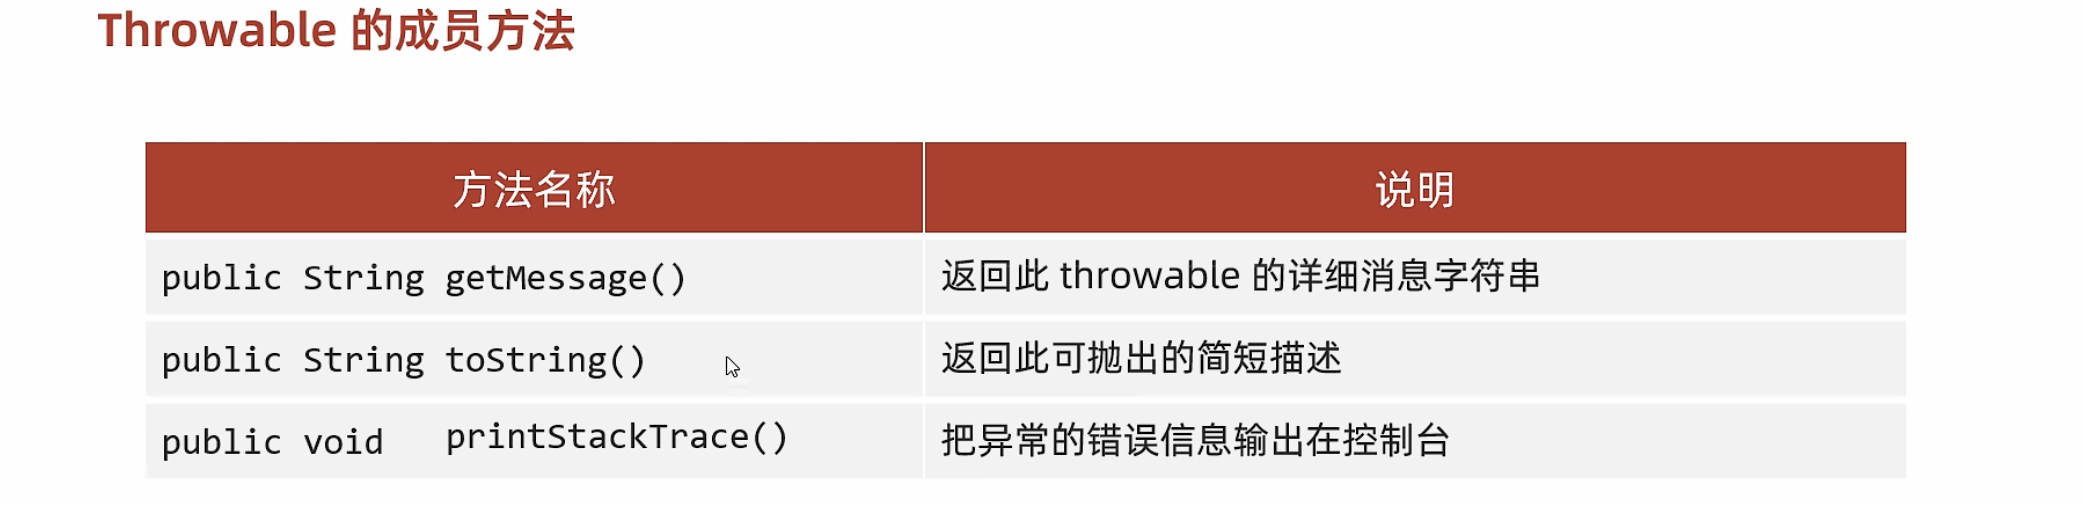 Throwable 的成员方法
方法名称 说明
public String getMessage() 返回此 throwable 的详细消息字符串
public String toString() 返回此可抛出的简短描述
public void printStackTrace() 把异常的错误信息输出在控制台